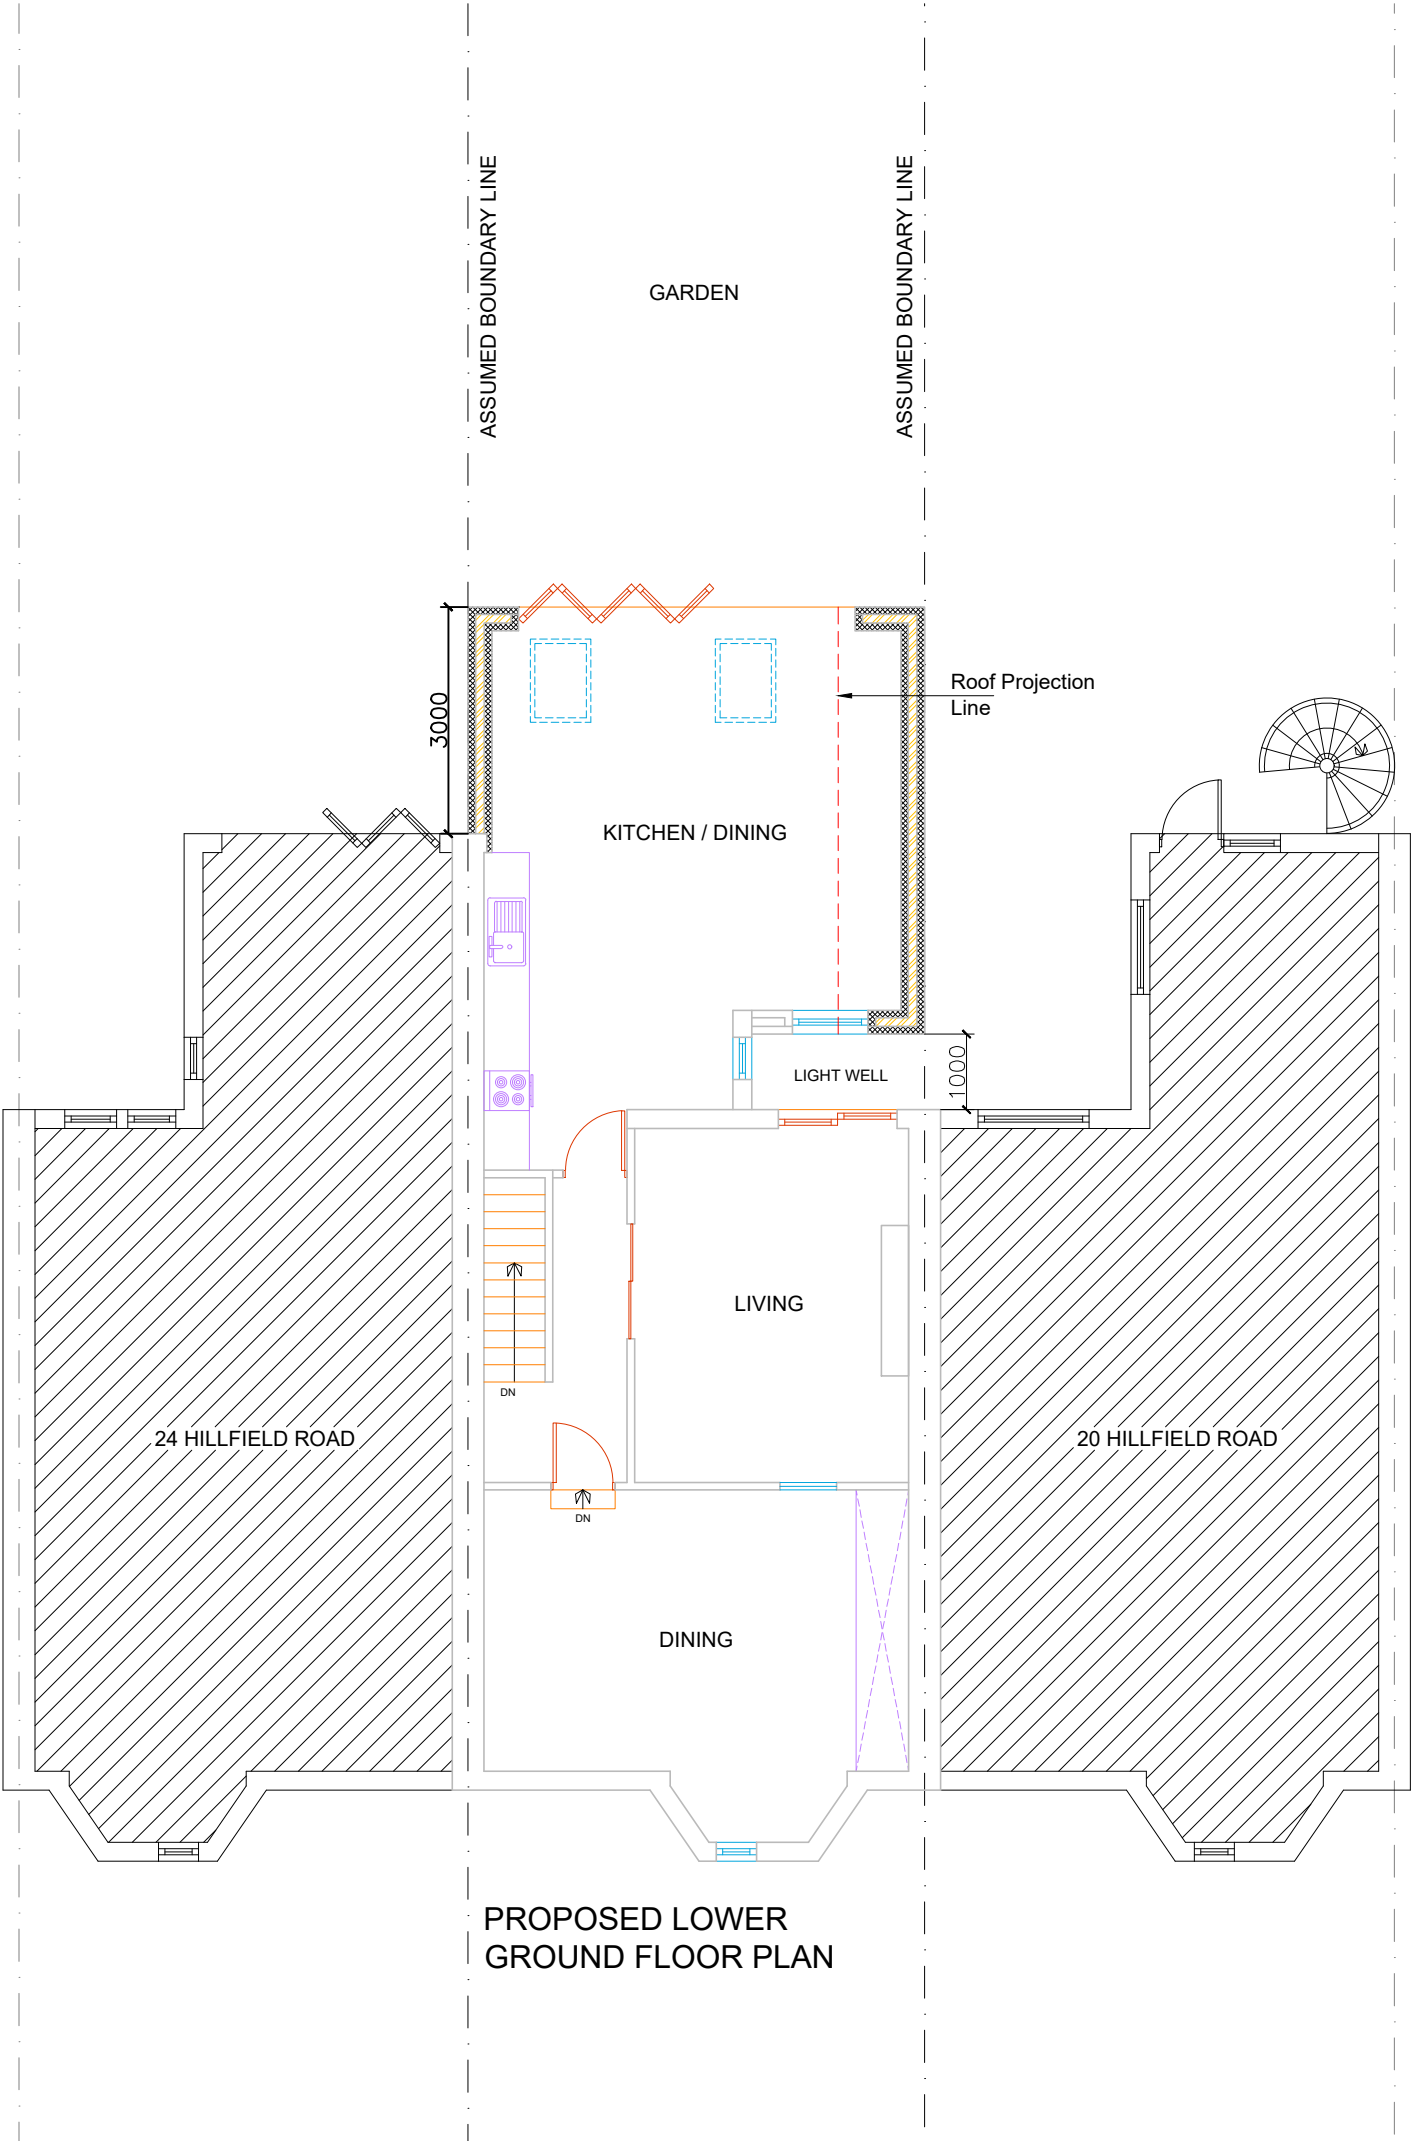 ASSUMED BOUNDARY LINE
ASSUMED BOUNDARY LINE
GARDEN
Roof Projection
Line
3000
KITCHEN / DINING
LIGHT WELL
1000
LIVING
DN
24 HILLFIELD ROAD
20 HILLFIELD ROAD
DN
DINING
PROPOSED LOWER
GROUND FLOOR PLAN